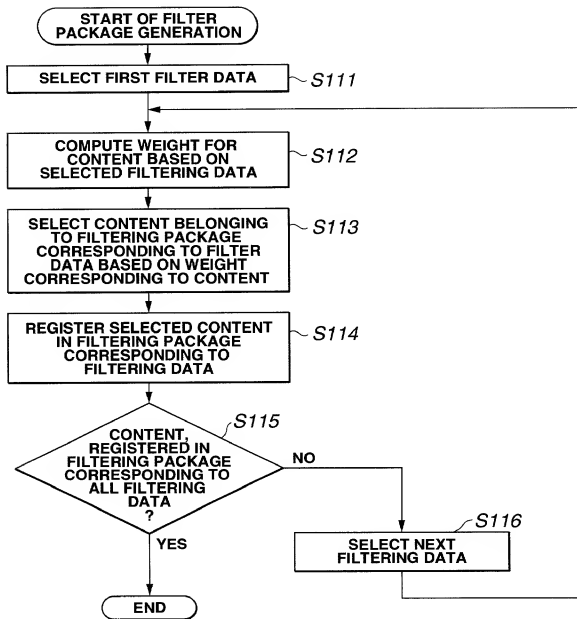 START OF FILTER
PACKAGE GENERATION
SELECT FIRST FILTER DATA
S111
COMPUTE WEIGHT FOR
CONTENT BASED ON
SELECTED FILTERING DATA
S112
SELECT CONTENT BELONGING
TO FILTERING PACKAGE
CORRESPONDING TO FILTER
DATA BASED ON WEIGHT
CORRESPONDING TO CONTENT
S113
REGISTER SELECTED CONTENT
IN FILTERING PACKAGE
CORRESPONDING TO
FILTERING DATA
S114
S115
CONTENT,
REGISTERED IN
FILTERING PACKAGE
CORRESPONDING TO
ALL FILTERING
DATA
?
NO
YES
S116
SELECT NEXT
FILTERING DATA
END